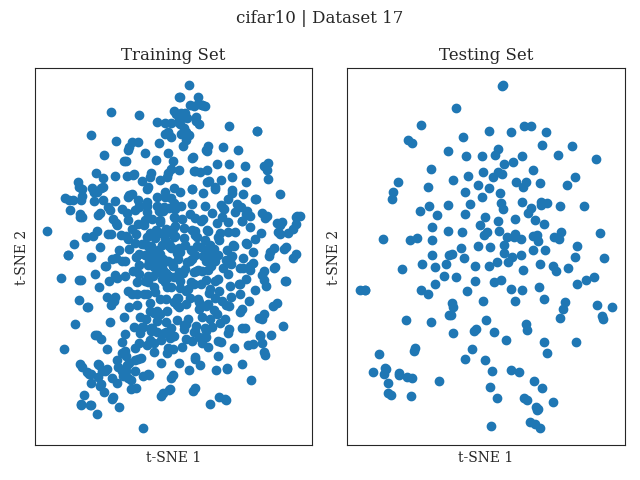 cifar10 | Dataset 17
Training Set
Testing Set
t-SNE 2
t-SNE 2
t-SNE 1
t-SNE 1